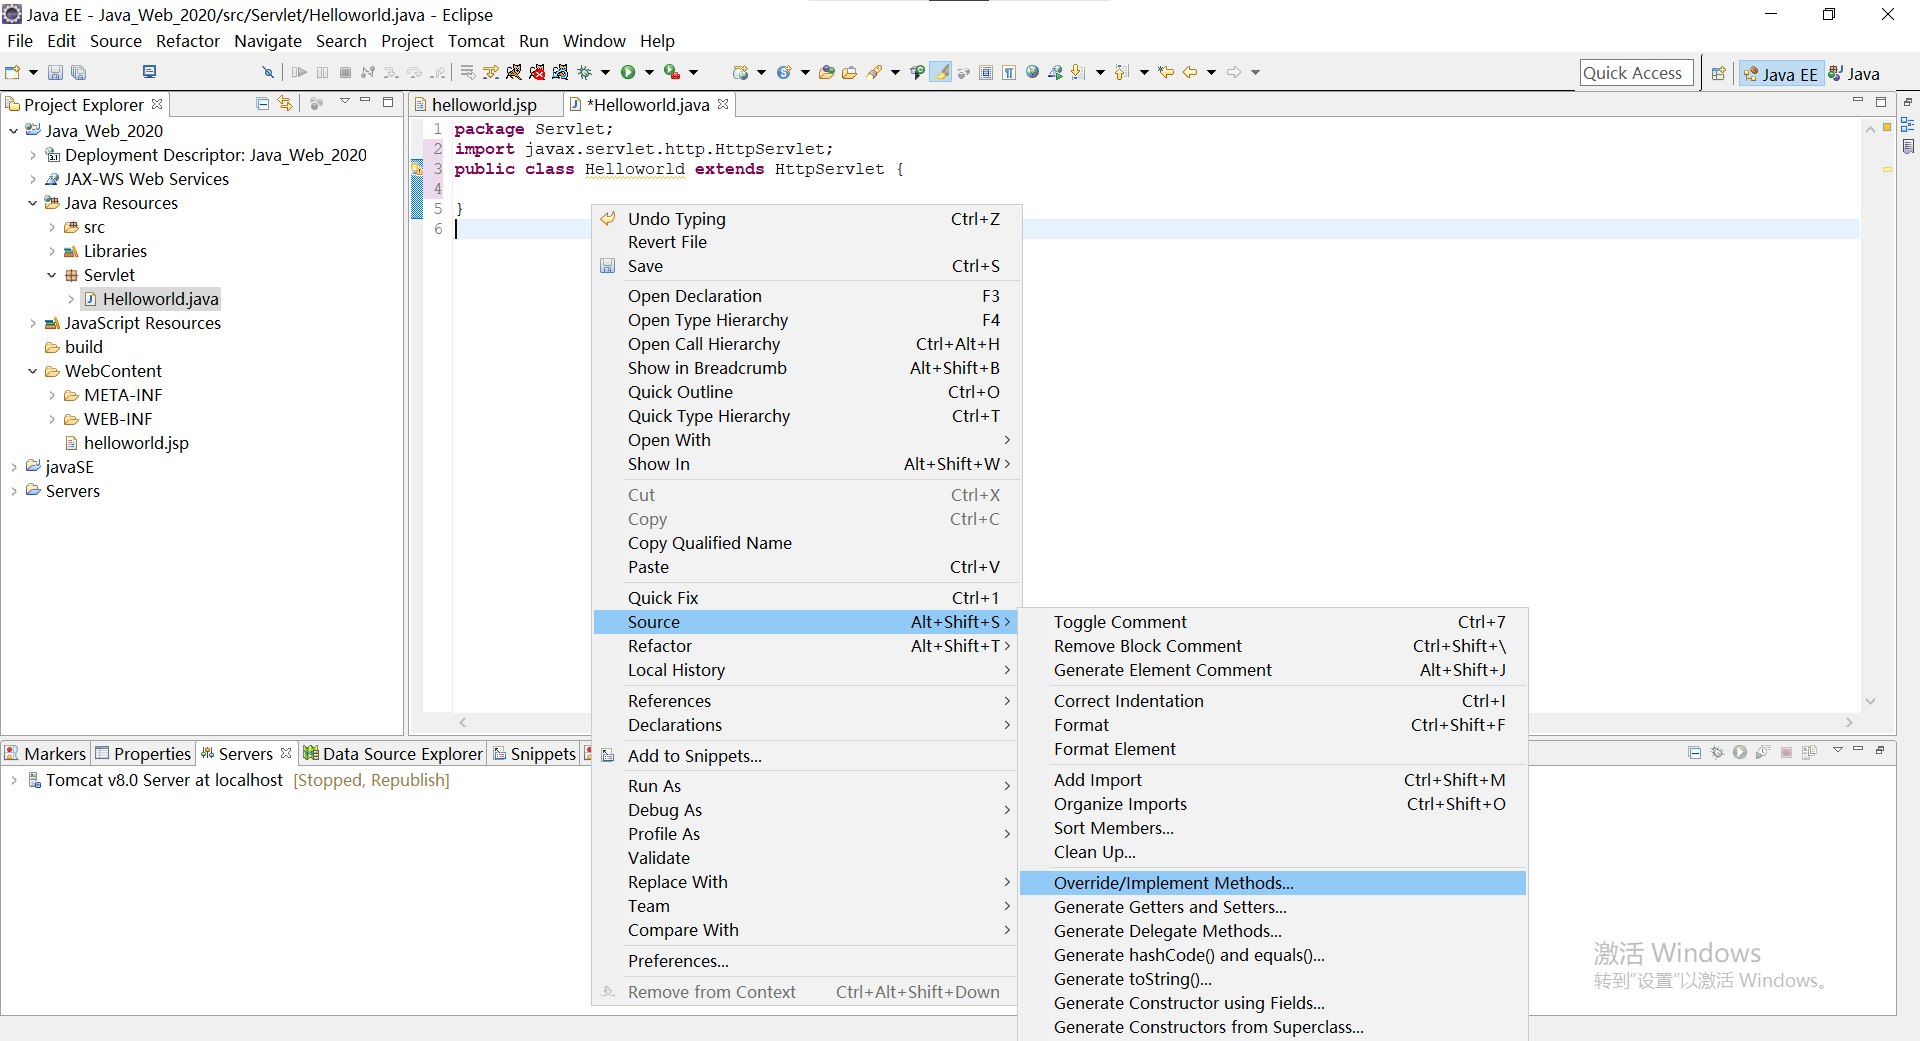 Java EE - Java_Web_2020/src/Servlet/Helloworld.java - Eclipse
File Edit Source Refactor Navigate Search Project Tomcat Run Window Help
Quick Access
Java EE
Java
Project Explorer
Java_Web_2020
Deployment Descriptor: Java_Web_2020
JAX-WS Web Services
Java Resources
src
Libraries
Servlet
Helloworld.java
JavaScript Resources
build
WebContent
META-INF
WEB-INF
helloworld.jsp
javaSE
Servers
helloworld.jsp
*Helloworld.java
1 package Servlet;
2 import javax.servlet.http.HttpServlet;
3 public class Helloworld extends HttpServlet {
4
5 }
6
Undo Typing Ctrl+Z
Revert File
Save Ctrl+S
Open Declaration F3
Open Type Hierarchy F4
Open Call Hierarchy Ctrl+Alt+H
Show in Breadcrumb Alt+Shift+B
Quick Outline Ctrl+O
Quick Type Hierarchy Ctrl+T
Open With
Show In Alt+Shift+W
Cut Ctrl+X
Copy Ctrl+C
Copy Qualified Name
Paste Ctrl+V
Quick Fix Ctrl+1
Source Alt+Shift+S
Refactor Alt+Shift+T
Local History
References
Declarations
Add to Snippets...
Run As
Debug As
Profile As
Validate
Replace With
Team
Compare With
Preferences...
Remove from Context Ctrl+Alt+Shift+Down
Toggle Comment Ctrl+7
Remove Block Comment Ctrl+Shift+\
Generate Element Comment Alt+Shift+J
Correct Indentation Ctrl+I
Format Ctrl+Shift+F
Format Element
Add Import Ctrl+Shift+M
Organize Imports Ctrl+Shift+O
Sort Members...
Clean Up...
Override/Implement Methods...
Generate Getters and Setters...
Generate Delegate Methods...
Generate hashCode() and equals()...
Generate toString()...
Generate Constructor using Fields...
Generate Constructors from Superclass...
Markers
Properties
Servers
Data Source Explorer
Snippets
Tomcat v8.0 Server at localhost [Stopped, Republish]
激活 Windows
转到"设置"以激活 Windows。